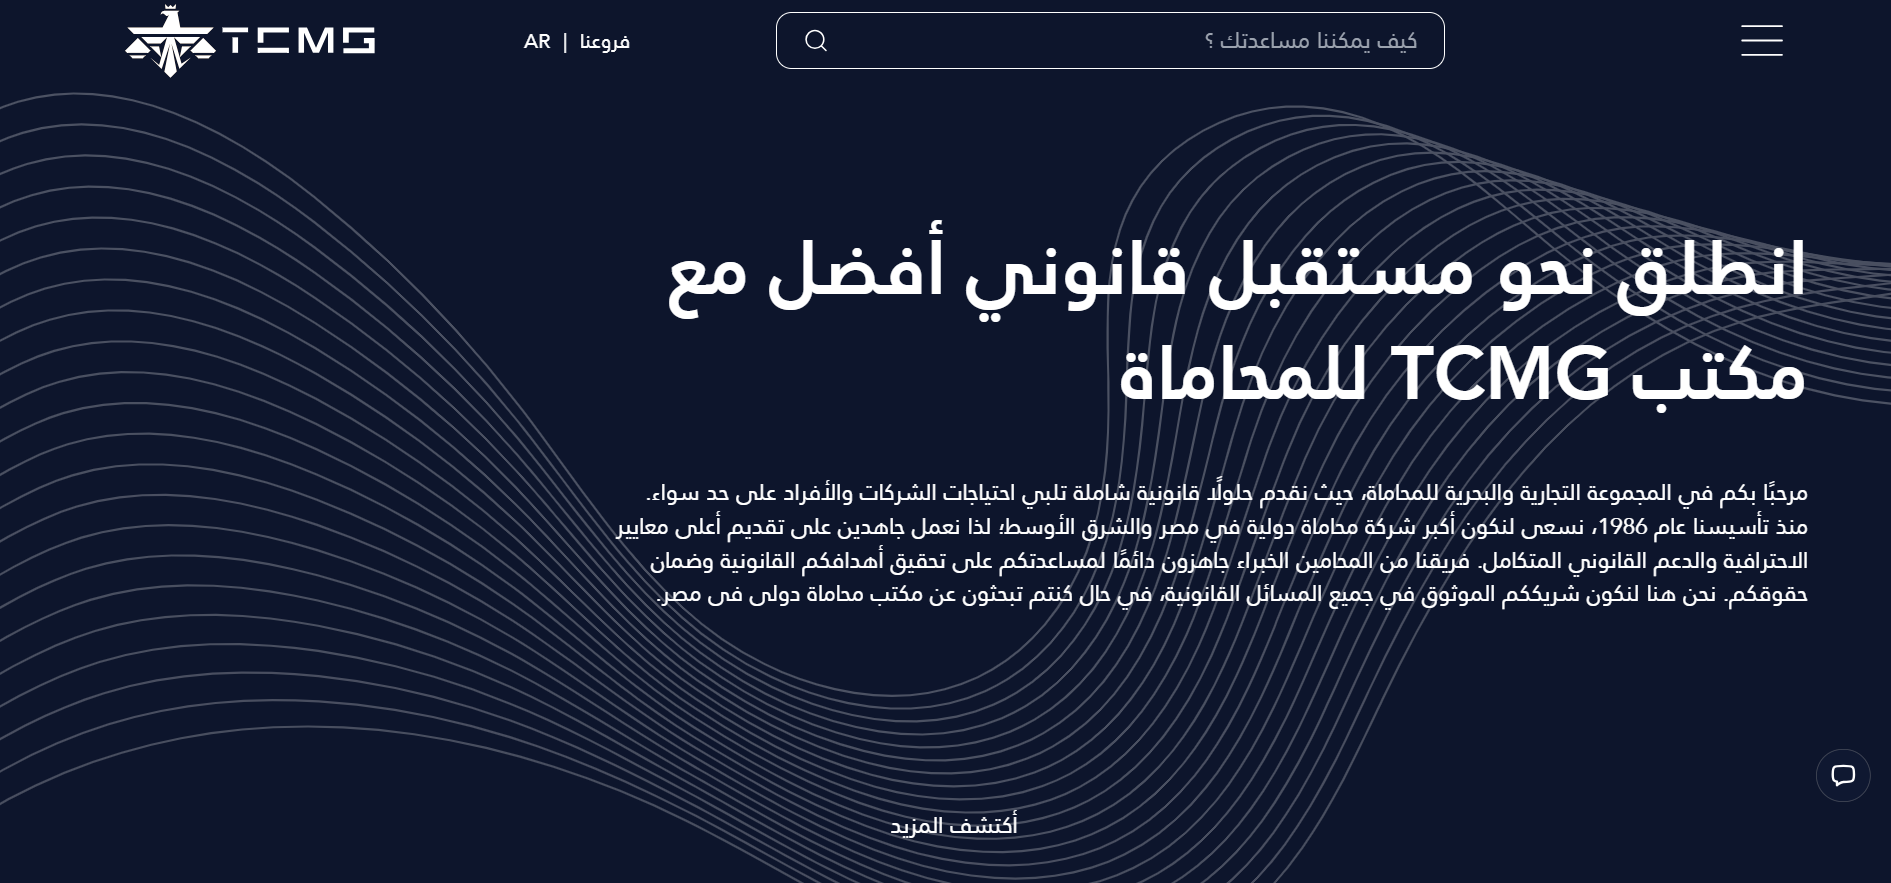 كيف يمكننا مساعدتك ؟
فروعنا | AR
TCMG
انطلق نحو مستقبل قانوني أفضل مع
مكتب TCMG للمحاماة
مرحبًا بكم في المجموعة التجارية والبحرية للمحاماة، حيث نقدم حلولًا قانونية شاملة تلبي احتياجات الشركات والأفراد على حد سواء.
منذ تأسيسنا عام 1986، نسعى لنكون أكبر شركة محاماة دولية في مصر والشرق الأوسط؛ لذا نعمل جاهدين على تقديم أعلى معايير
الاحترافية والدعم القانوني المتكامل. فريقنا من المحامين الخبراء جاهزون دائمًا لمساعدتكم على تحقيق أهدافكم القانونية وضمان
حقوقكم. نحن هنا لنكون شريككم الموثوق في جميع المسائل القانونية، في حال كنتم تبحثون عن مكتب محاماة دولى فى مصر.
أكتشف المزيد